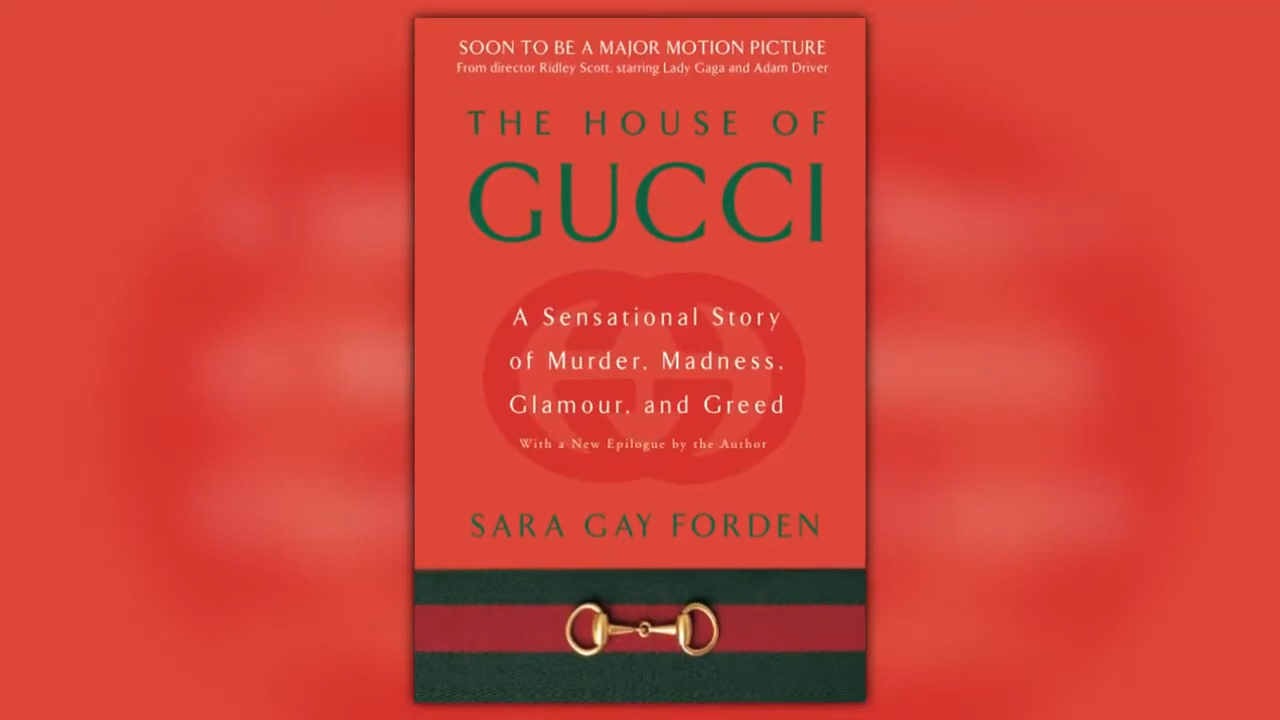 SOON TO BE A MAJOR MOTION PICTURE
From director Ridley Scott, starring Lady Gaga and Adam Driver
THE HOUSE OF
GUCCI
A Sensational Story
of Murder, Madness,
Glamour, and Greed
With a New Epilogue by the Author
SARA GAY FORDEN